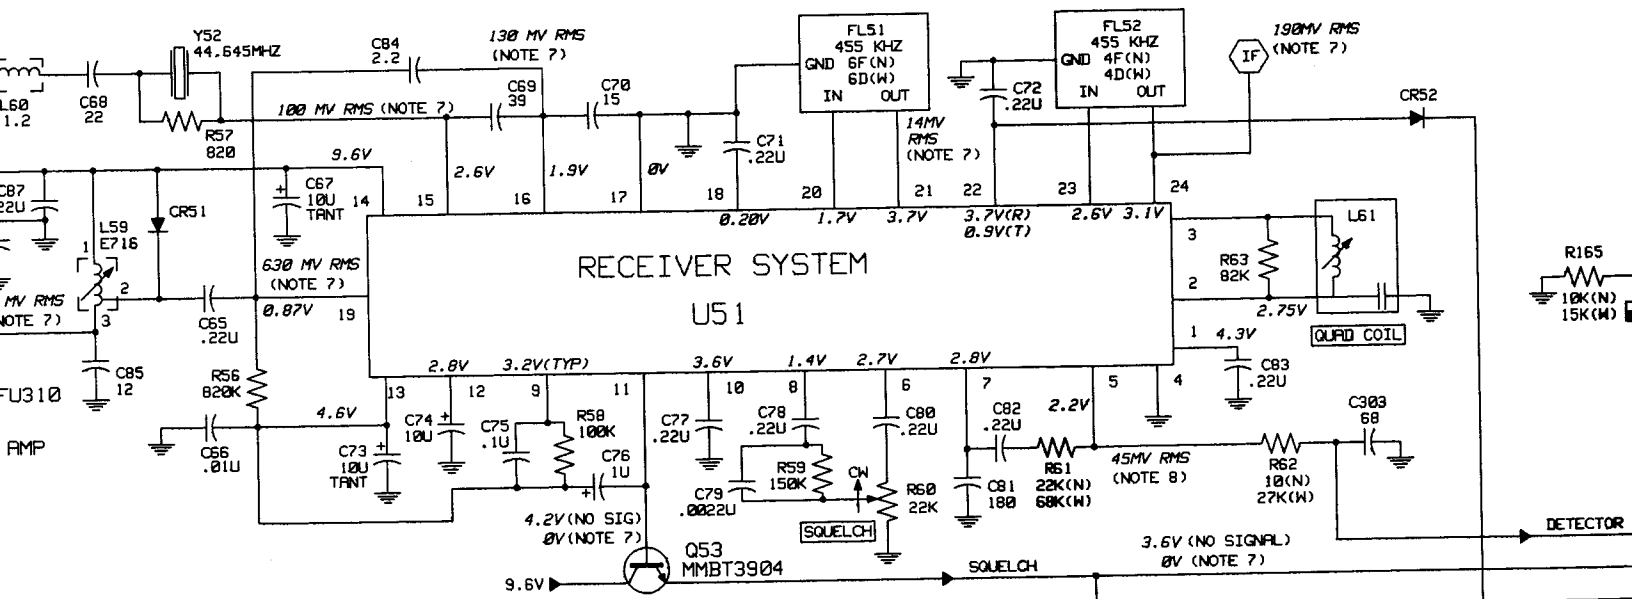 Y52
44.645MHZ
C84
2.2
130 MV RMS
(NOTE 7)
FL51
455 KHZ
6F(N)
6D(W)
GND
IN OUT
FL52
455 KHZ
4F(N)
4D(W)
GND
IN OUT
IF
190MV RMS
(NOTE 7)
L60
1.2
C68
22
R57
820
100 MV RMS (NOTE 7)
C69
39
C70
15
C71
.22U
14MV
RMS
(NOTE 7)
C72
.22U
CR52
9.6V
2.6V
1.9V
0V
C87
22U
CR51
C67
10U
TANT
+
14
15
16
17
18
20
21
22
23
24
0.20V
1.7V
3.7V
3.7V(R)
0.9V(T)
2.6V
3.1V
L59
E716
1
2
3
MV RMS
NOTE 7)
630 MV RMS
(NOTE 7)
0.87V
19
C65
.22U
RECEIVER SYSTEM
U51
3
2
1
R63
82K
L61
2.75V
4.3V
QUAD COIL
R165
10K(N)
15K(W)
C85
12
FU310
AMP
R56
820K
4.6V
C66
.01U
2.8V
3.2V(TYP)
3.6V
1.4V
2.7V
2.8V
13
12
9
11
10
8
6
7
5
4
C83
.22U
+
C73
10U
TANT
+
C74
10U
C75
.1U
R58
100K
C76
1U
+
C77
.22U
C78
.22U
C79
.0022U
R59
150K
CW
R60
22K
SQUELCH
C80
.22U
C82
.22U
C81
180
R61
22K(N)
68K(W)
2.2V
45MV RMS
(NOTE 8)
R62
10(N)
27K(W)
C303
68
DETECTOR
4.2V(NO SIG)
0V(NOTE 7)
9.6V
Q53
MMBT3904
SQUELCH
3.6V (NO SIGNAL)
0V (NOTE 7)